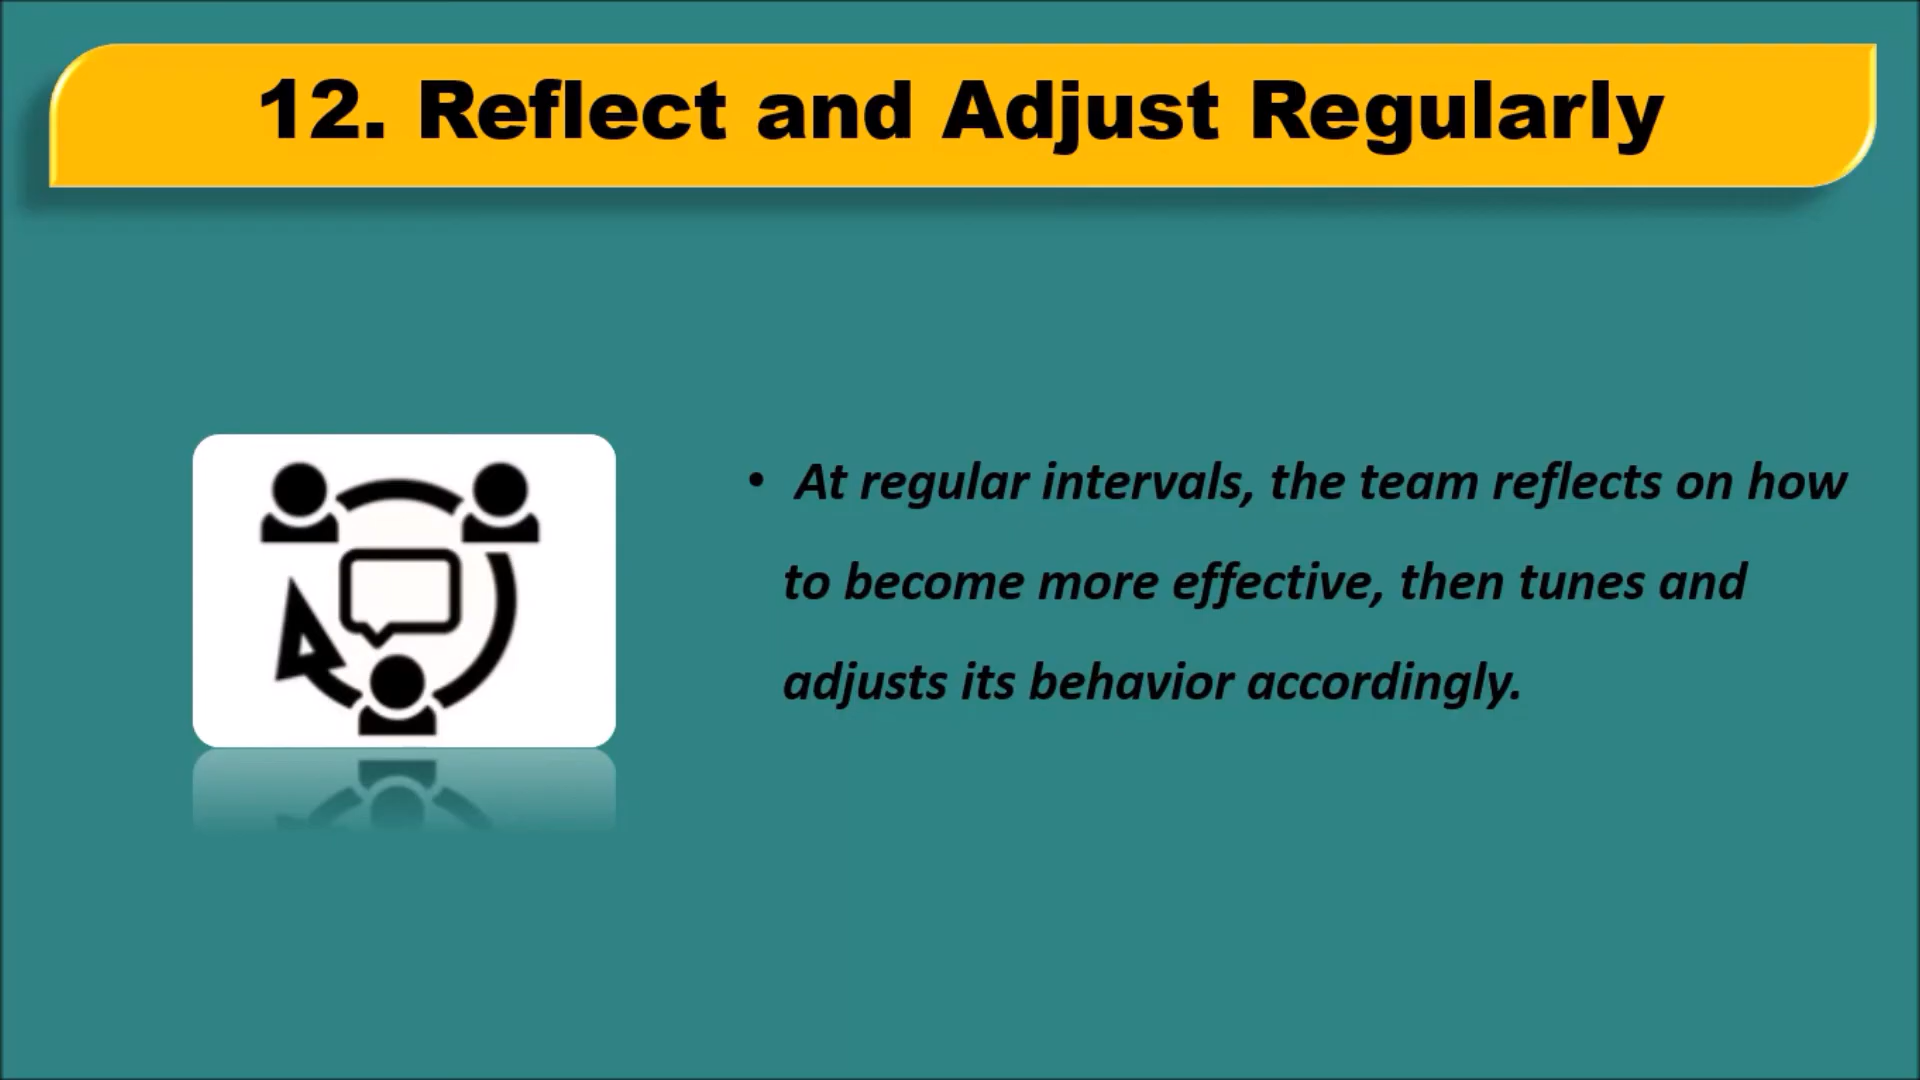 12. Reflect and Adjust Regularly
• At regular intervals, the team reflects on how
to become more effective, then tunes and
adjusts its behavior accordingly.